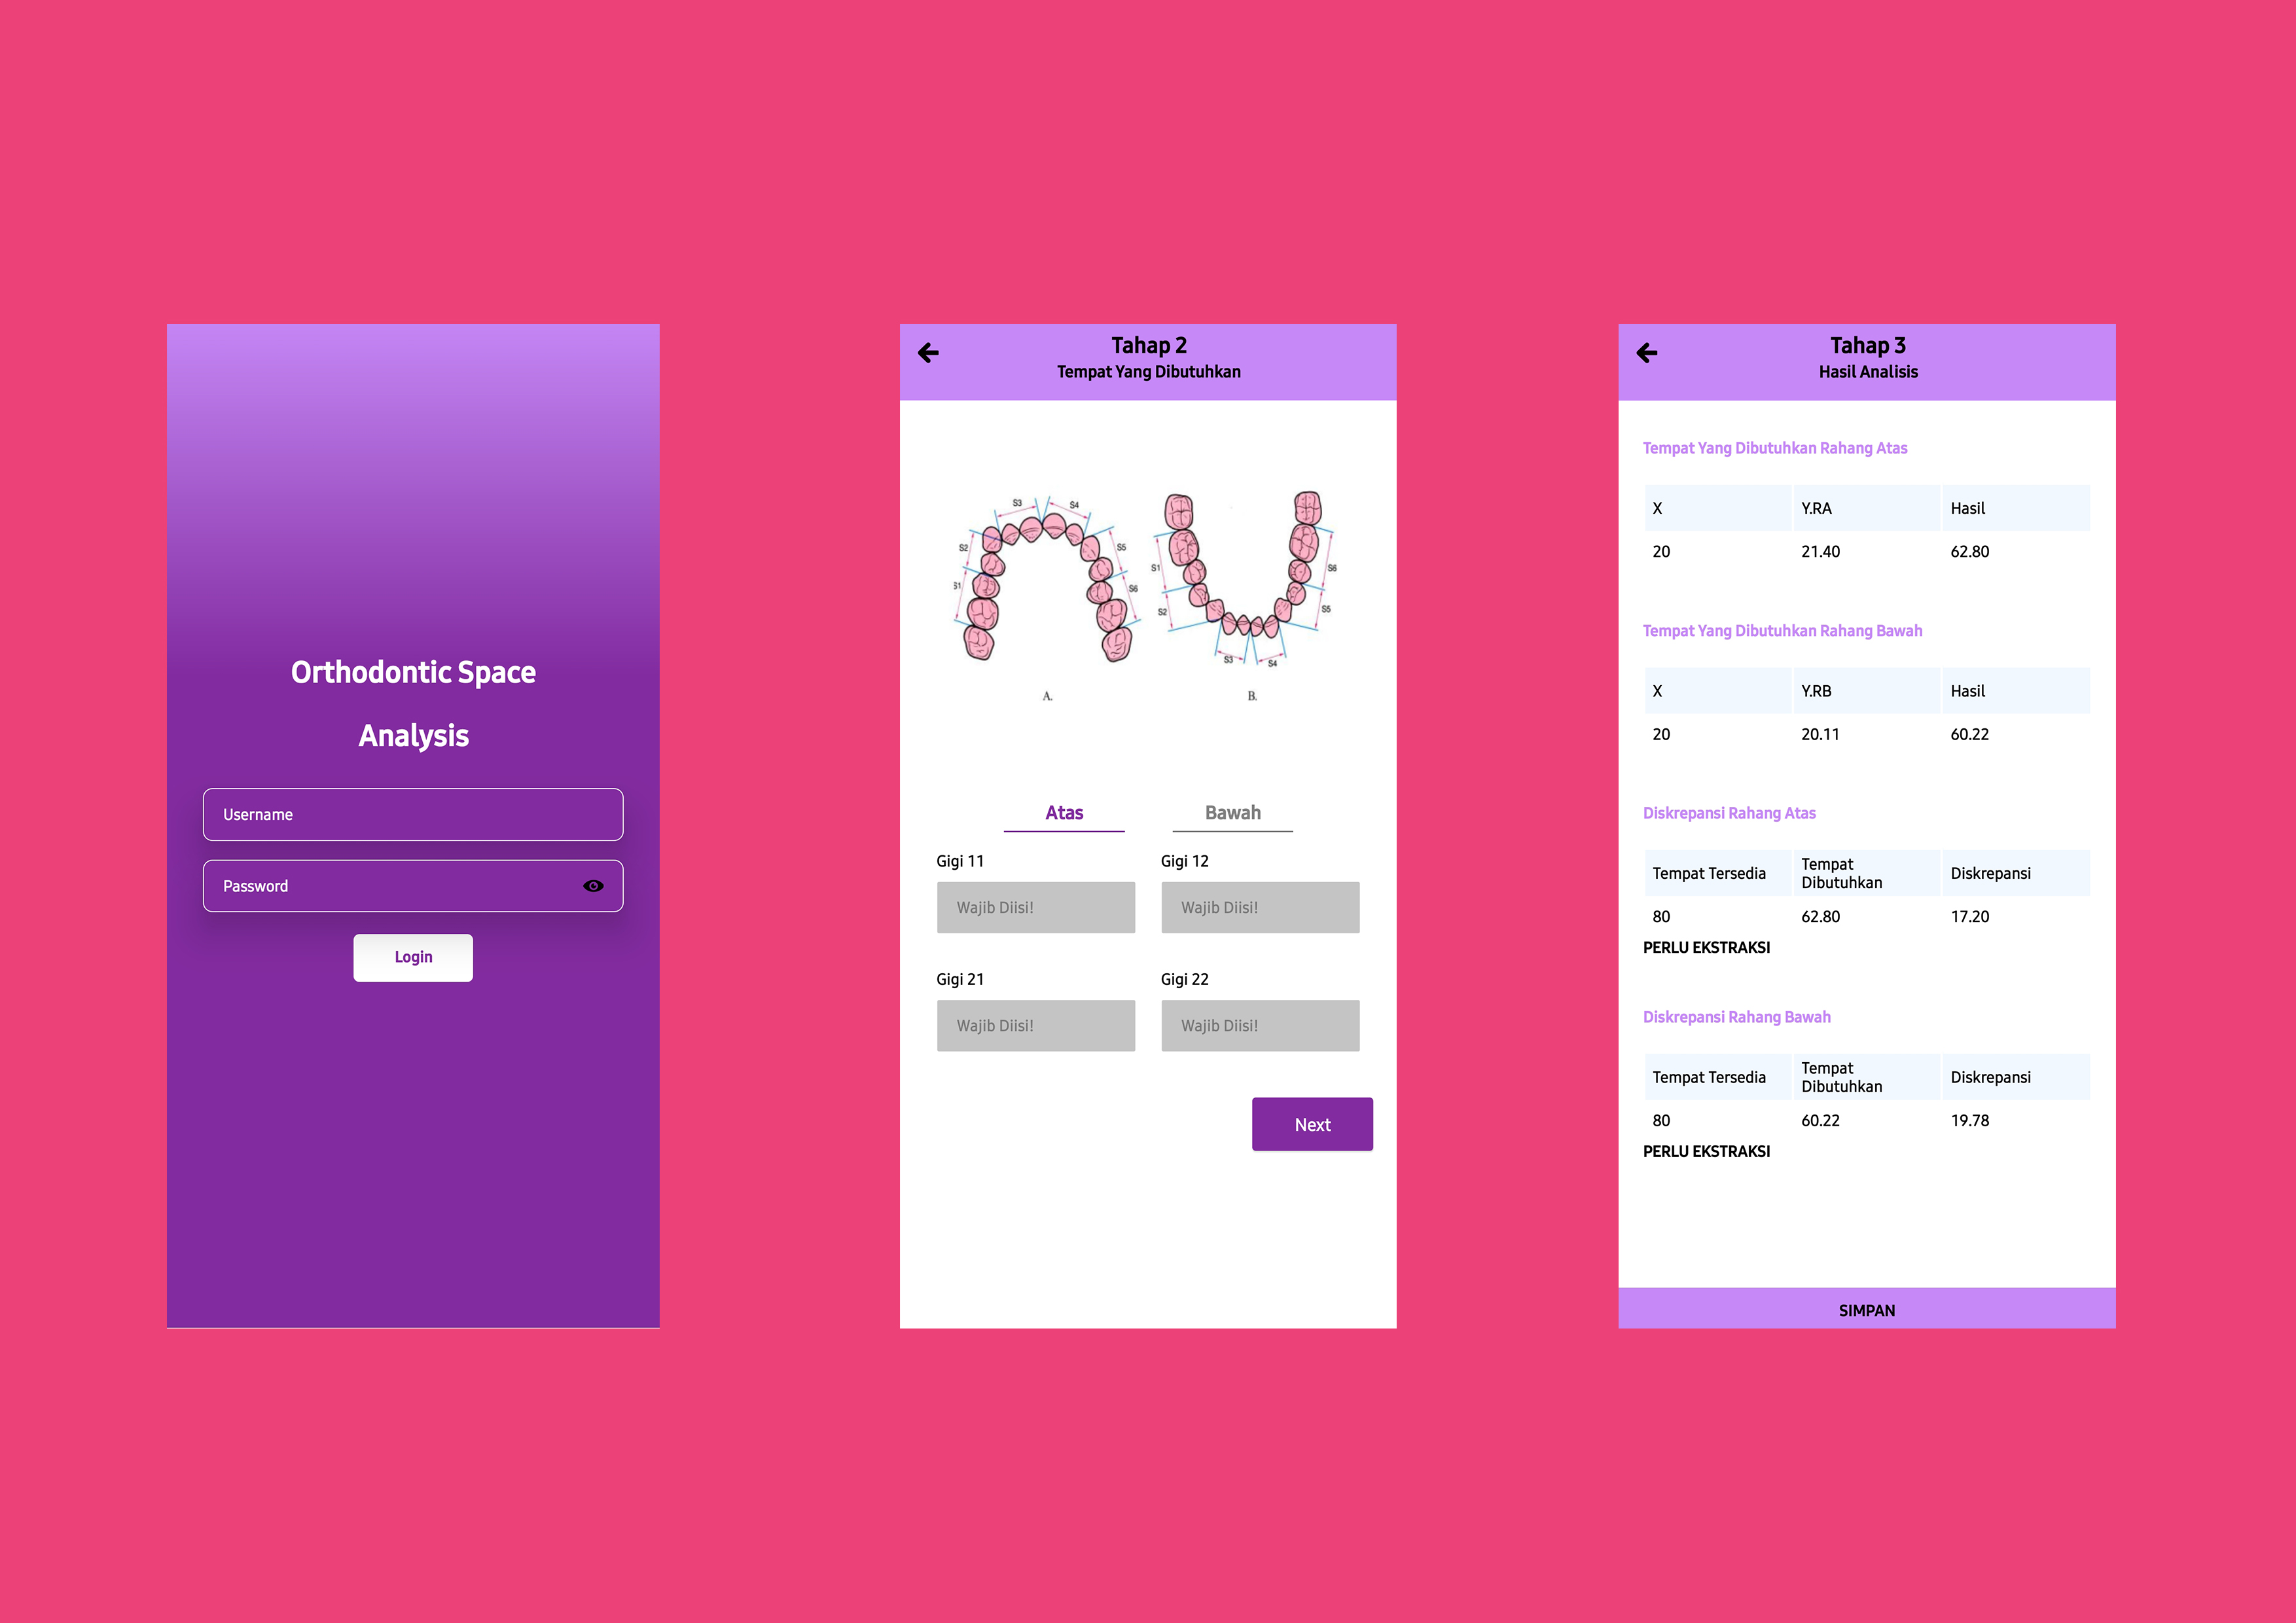 Orthodontic Space
Analysis
Username
Password
Login
Tahap 2
Tempat Yang Dibutuhkan
S3
S4
S2
S5
S1
S6
A.
S1
S6
S2
S5
S3
S4
B.
Atas
Bawah
Gigi 11
Gigi 12
Wajib Diisi!
Wajib Diisi!
Gigi 21
Gigi 22
Wajib Diisi!
Wajib Diisi!
Next
Tahap 3
Hasil Analisis
Tempat Yang Dibutuhkan Rahang Atas
X Y.RA Hasil
20 21.40 62.80
Tempat Yang Dibutuhkan Rahang Bawah
X Y.RB Hasil
20 20.11 60.22
Diskrepansi Rahang Atas
Tempat Tersedia
Tempat
Dibutuhkan
Diskrepansi
80 62.80 17.20
PERLU EKSTRAKSI
Diskrepansi Rahang Bawah
Tempat Tersedia
Tempat
Dibutuhkan
Diskrepansi
80 60.22 19.78
PERLU EKSTRAKSI
SIMPAN